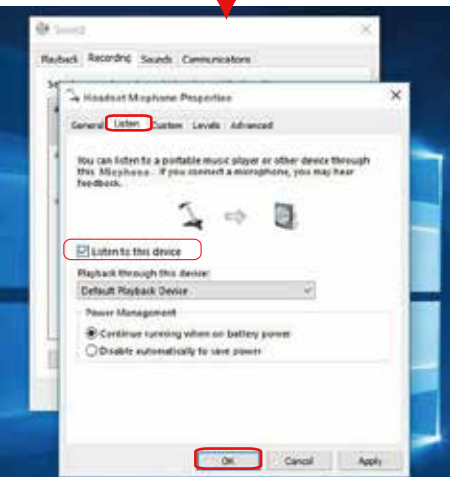 Sound
Playback Recording Sounds Communications
Headset Mirophone Properties
General Listen Custom Levels Advanced
You can listen to a portable music player or other device through
this Mirophone. If you connect a microphone, you may hear
feedback.
Listen to this device
Playback through this device:
Default Playback Device
Power Management
Continue running when on battery power
Disable automatically to save power
OK Cancel Apply